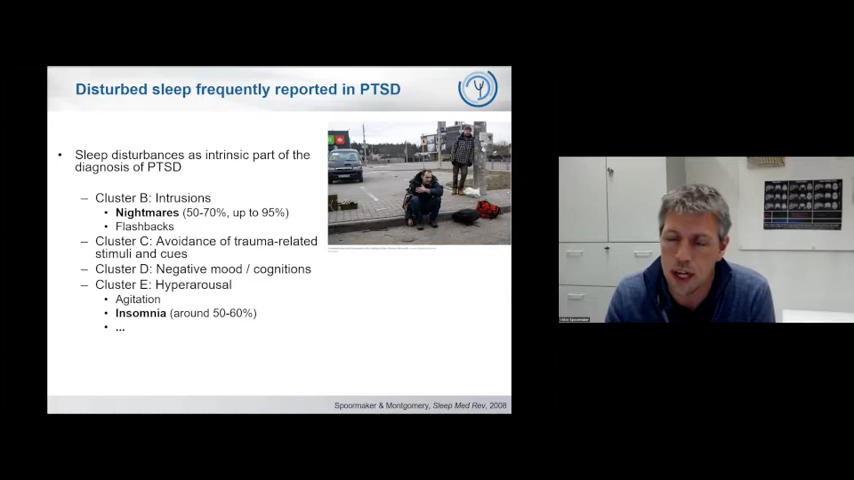 Disturbed sleep frequently reported in PTSD
• Sleep disturbances as intrinsic part of the
diagnosis of PTSD
– Cluster B: Intrusions
• Nightmares (50-70%, up to 95%)
• Flashbacks
– Cluster C: Avoidance of trauma-related
stimuli and cues
– Cluster D: Negative mood / cognitions
– Cluster E: Hyperarousal
• Agitation
• Insomnia (around 50-60%)
• ...
Spoormaker & Montgomery, Sleep Med Rev, 2008
Spoormaker